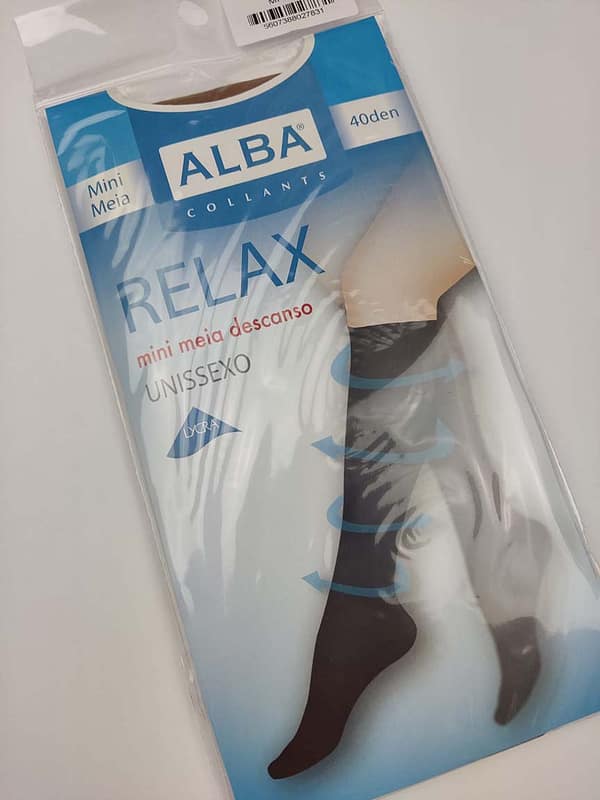 5607388027831
Mini
Meia
ALBA®
COLLANTS
40den
RELAX
mini meia descanso
UNISSEXO
LYCRA